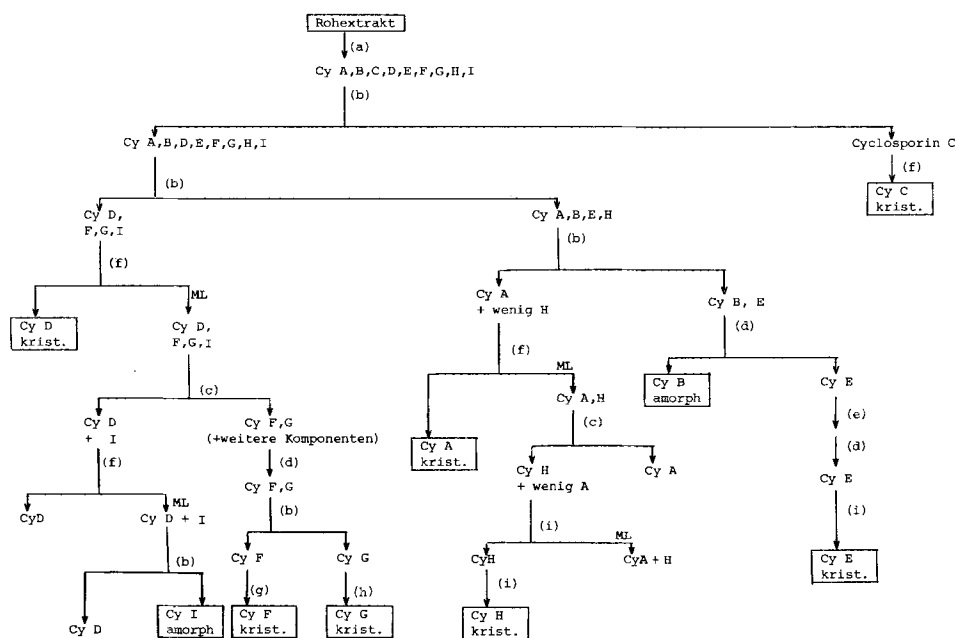 Rohextrakt
(a)
Cy A,B,C,D,E,F,G,H,I
(b)
Cy A,B,D,E,F,G,H,I
Cyclosporin C
(b)
(f)
Cy C
krist.
Cy D,
F,G,I
Cy A,B,E,H
(f)
(b)
ML
Cy D
krist.
Cy D,
F,G,I
Cy A
+ wenig H
Cy B, E
(f)
(d)
ML
(c)
Cy A,H
Cy B
amorph
Cy E
Cy D
+ I
Cy F,G
(+weitere Komponenten)
Cy A
krist.
(c)
(e)
(f)
(d)
Cy F,G
Cy H
+ wenig A
Cy A
(d)
Cy E
ML
CyD
Cy D + I
(b)
(i)
(i)
ML
(b)
Cy F
Cy G
CyH
CyA + H
Cy E
krist.
(g)
(h)
(i)
Cy D
Cy I
amorph
Cy F
krist.
Cy G
krist.
Cy H
krist.